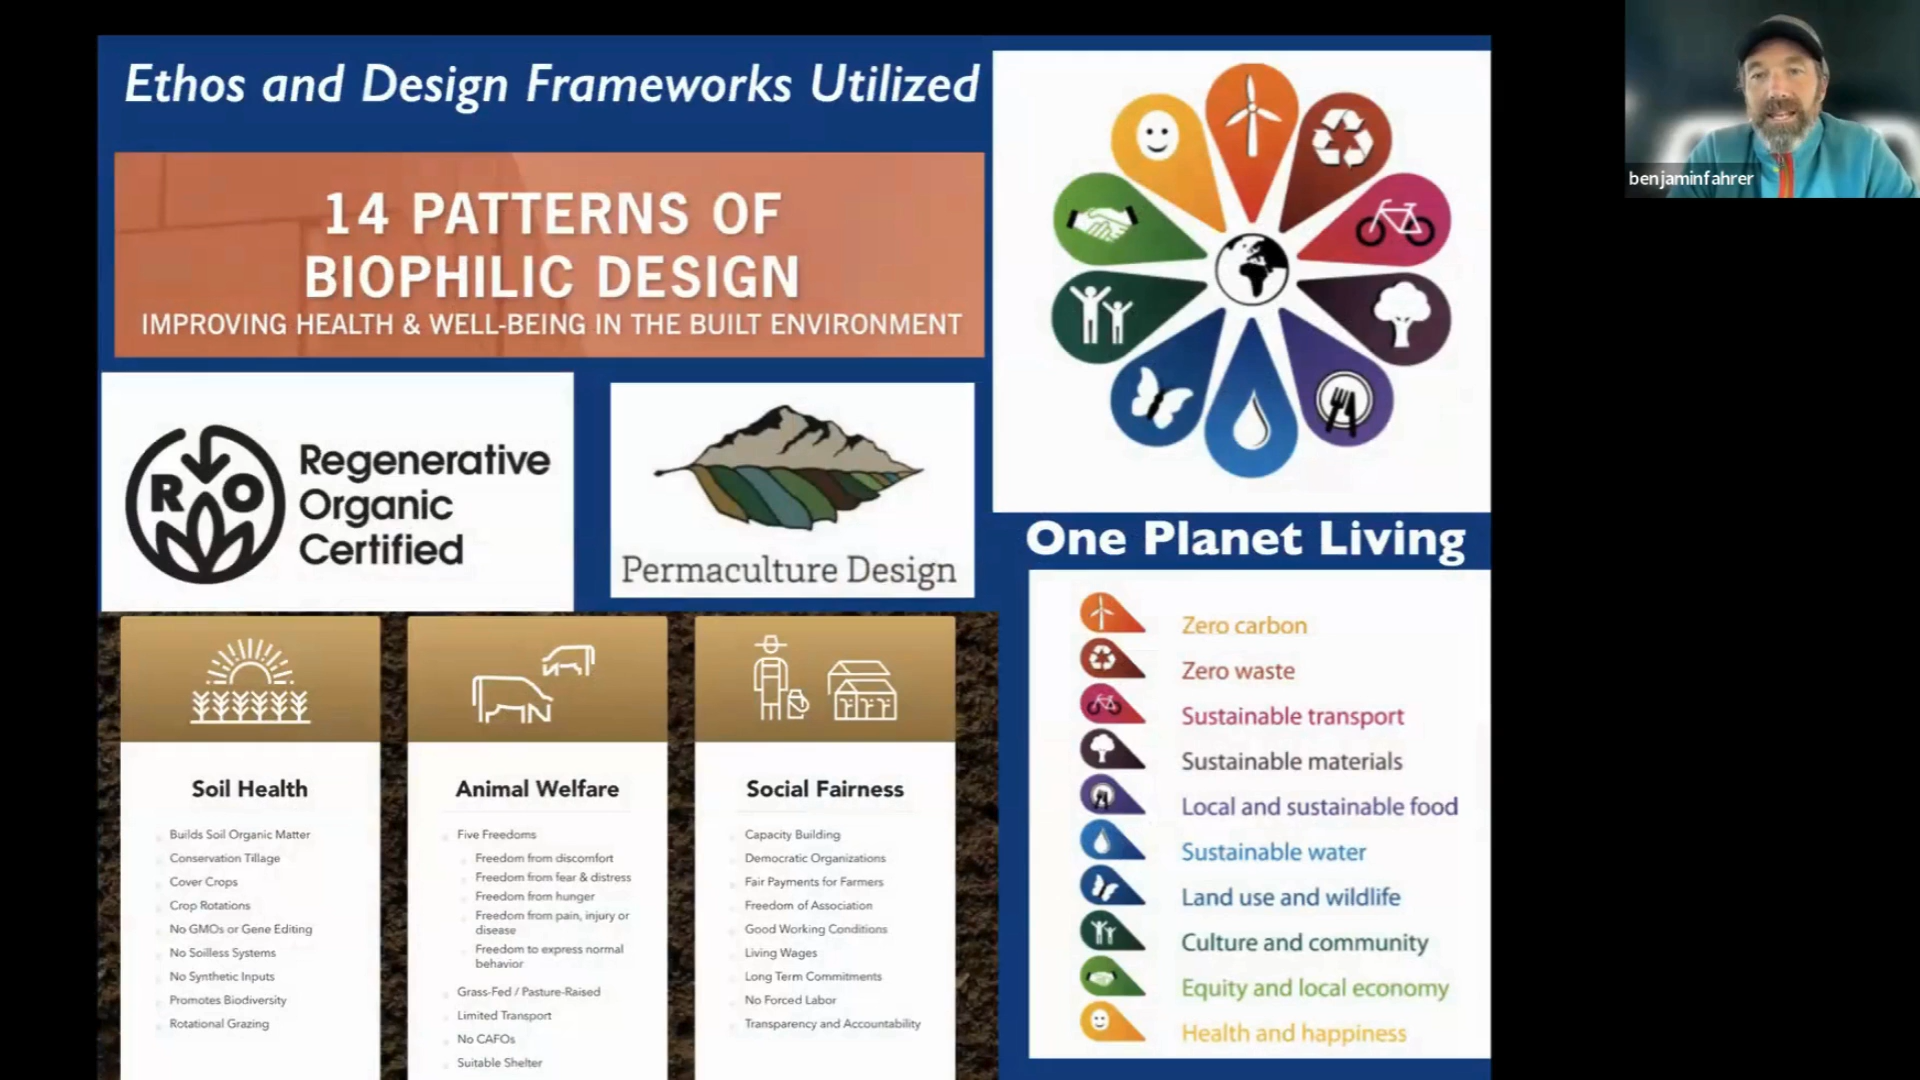 Ethos and Design Frameworks Utilized
14 PATTERNS OF
BIOPHILIC DESIGN
IMPROVING HEALTH & WELL-BEING IN THE BUILT ENVIRONMENT
R O
Regenerative
Organic
Certified
Permaculture Design
Soil Health
Builds Soil Organic Matter
Conservation Tillage
Cover Crops
Crop Rotations
No GMOs or Gene Editing
No Soilless Systems
No Synthetic Inputs
Promotes Biodiversity
Rotational Grazing
Animal Welfare
Five Freedoms
Freedom from discomfort
Freedom from fear & distress
Freedom from hunger
Freedom from pain, injury or
disease
Freedom to express normal
behavior
Grass-Fed / Pasture-Raised
Limited Transport
No CAFOs
Suitable Shelter
Social Fairness
Capacity Building
Democratic Organizations
Fair Payments for Farmers
Freedom of Association
Good Working Conditions
Living Wages
Long Term Commitments
No Forced Labor
Transparency and Accountability
One Planet Living
Zero carbon
Zero waste
Sustainable transport
Sustainable materials
Local and sustainable food
Sustainable water
Land use and wildlife
Culture and community
Equity and local economy
Health and happiness
benjaminfahrer